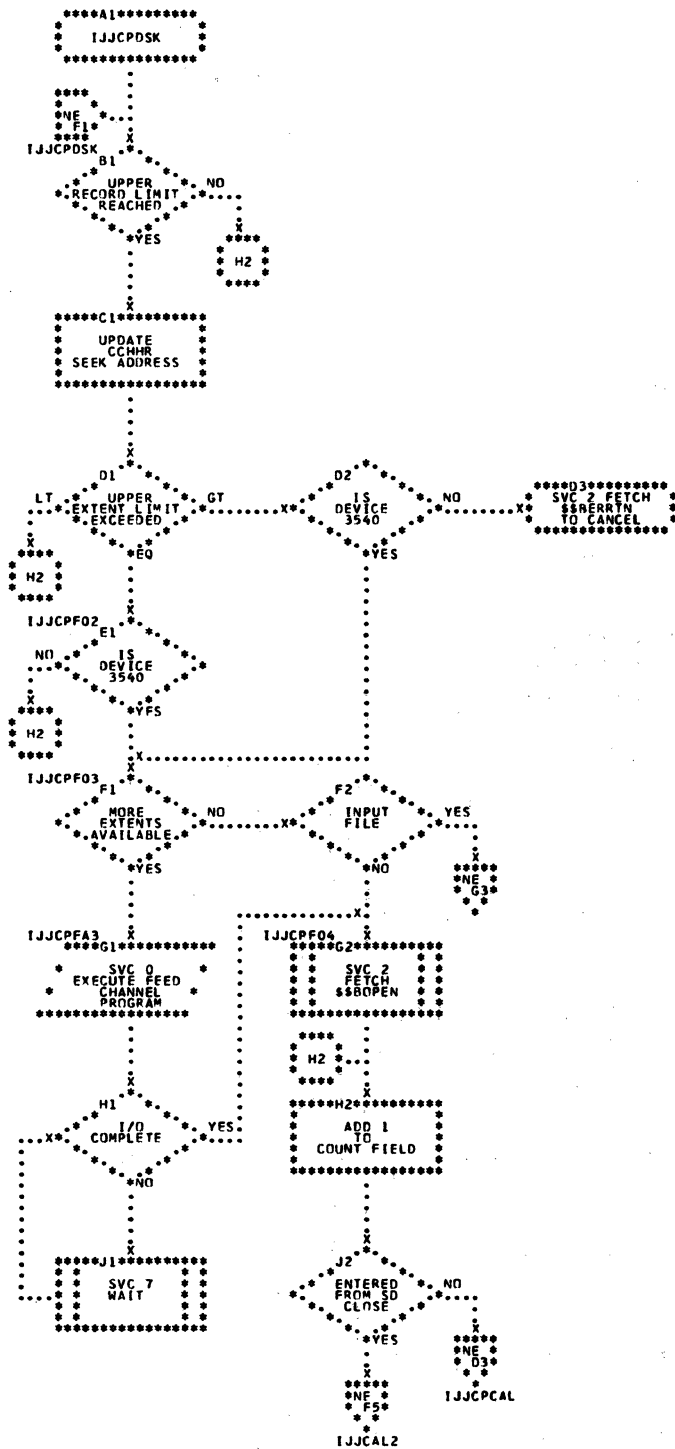 A1
IJJCPDSK
NE
F1
IJJCPDSK
B1
UPPER
RECORD LIMIT
REACHED
NO
YES
H2
C1
UPDATE
CCHHR
SEEK ADDRESS
D1
LT
UPPER
EXTENT LIMIT
EXCEEDED
GT
EQ
D2
IS
DEVICE
3540
NO
YES
D3
SVC 2 FETCH
$$BERRTN
TO CANCEL
H2
IJJCPF02
E1
NO
IS
DEVICE
3540
YFS
H2
IJJCPF03
F1
MORE
EXTENTS
AVAILABLE
NO
YES
F2
INPUT
FILE
YES
NO
NE
G3
IJJCPFA3
G1
SVC 0
EXECUTE FEED
CHANNEL
PROGRAM
IJJCPF04
G2
SVC 2
FETCH
$$BOPEN
H2
H1
I/O
COMPLETE
YES
NO
H2
ADD 1
TO
COUNT FIELD
J1
SVC 7
WAIT
J2
ENTERED
FROM SD
CLOSE
NO
YES
NE
D3
IJJCPCAL
NF
F5
IJJCAL2